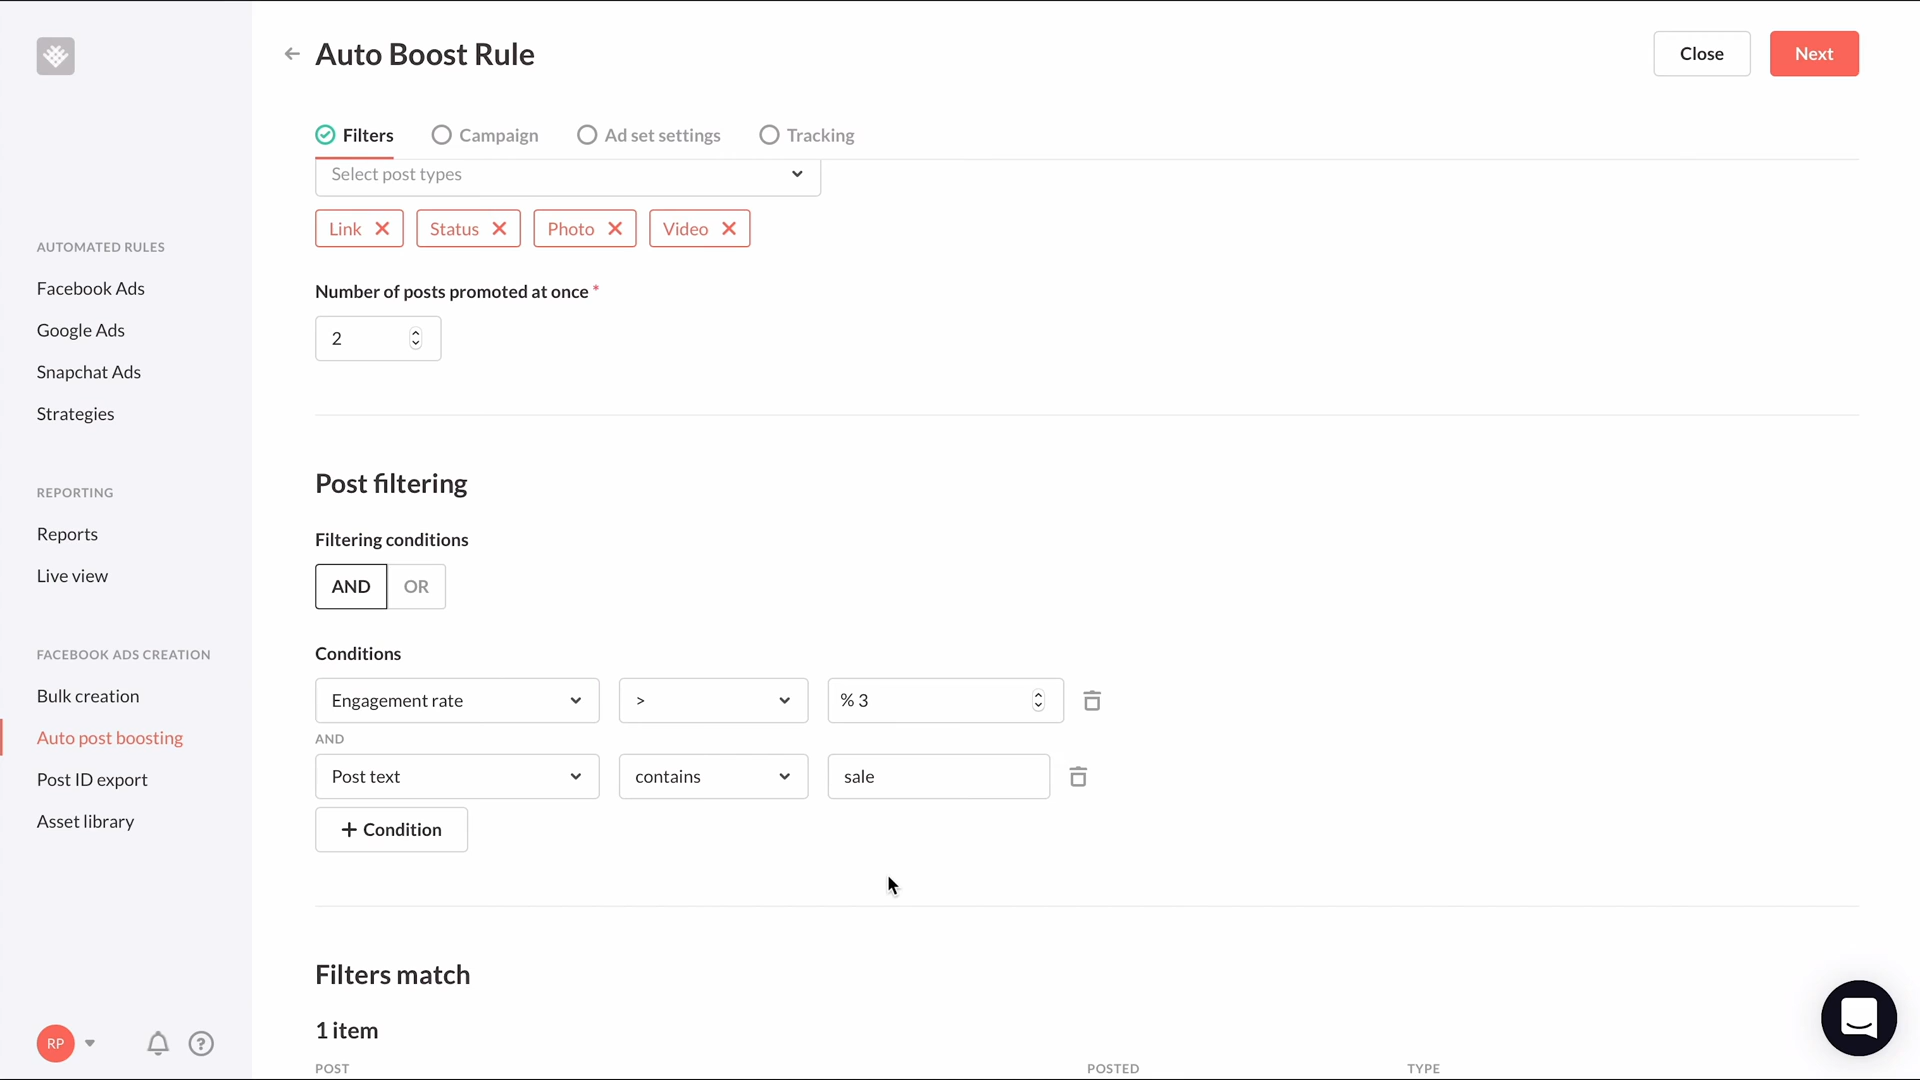 Auto Boost Rule
Close
Next
Filters
Campaign
Ad set settings
Tracking
Select post types
Link
Status
Photo
Video
Number of posts promoted at once *
2
Post filtering
Filtering conditions
AND
OR
Conditions
Engagement rate
>
% 3
AND
Post text
contains
sale
+ Condition
Filters match
1 item
POST
POSTED
TYPE
AUTOMATED RULES
Facebook Ads
Google Ads
Snapchat Ads
Strategies
REPORTING
Reports
Live view
FACEBOOK ADS CREATION
Bulk creation
Auto post boosting
Post ID export
Asset library
RP
?